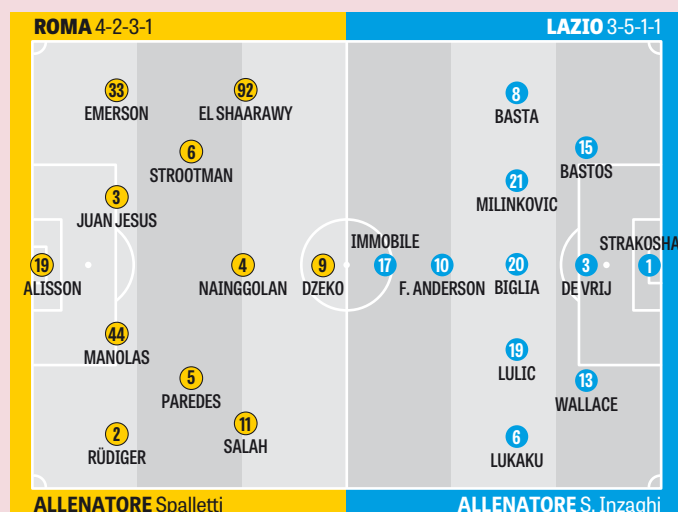 ROMA 4-2-3-1
LAZIO 3-5-1-1
33
EMERSON
92
EL SHAARAWY
6
STROOTMAN
3
JUAN JESUS
19
ALISSON
4
NAINGGOLAN
9
DZEKO
44
MANOLAS
5
PAREDES
2
RÜDIGER
11
SALAH
8
BASTA
15
BASTOS
21
MILINKOVIC
IMMOBILE
17
10
F. ANDERSON
20
BIGLIA
3
DE VRIJ
STRAKOSHA
1
19
LULIC
13
WALLACE
6
LUKAKU
ALLENATORE Spalletti
ALLENATORE S. Inzaghi